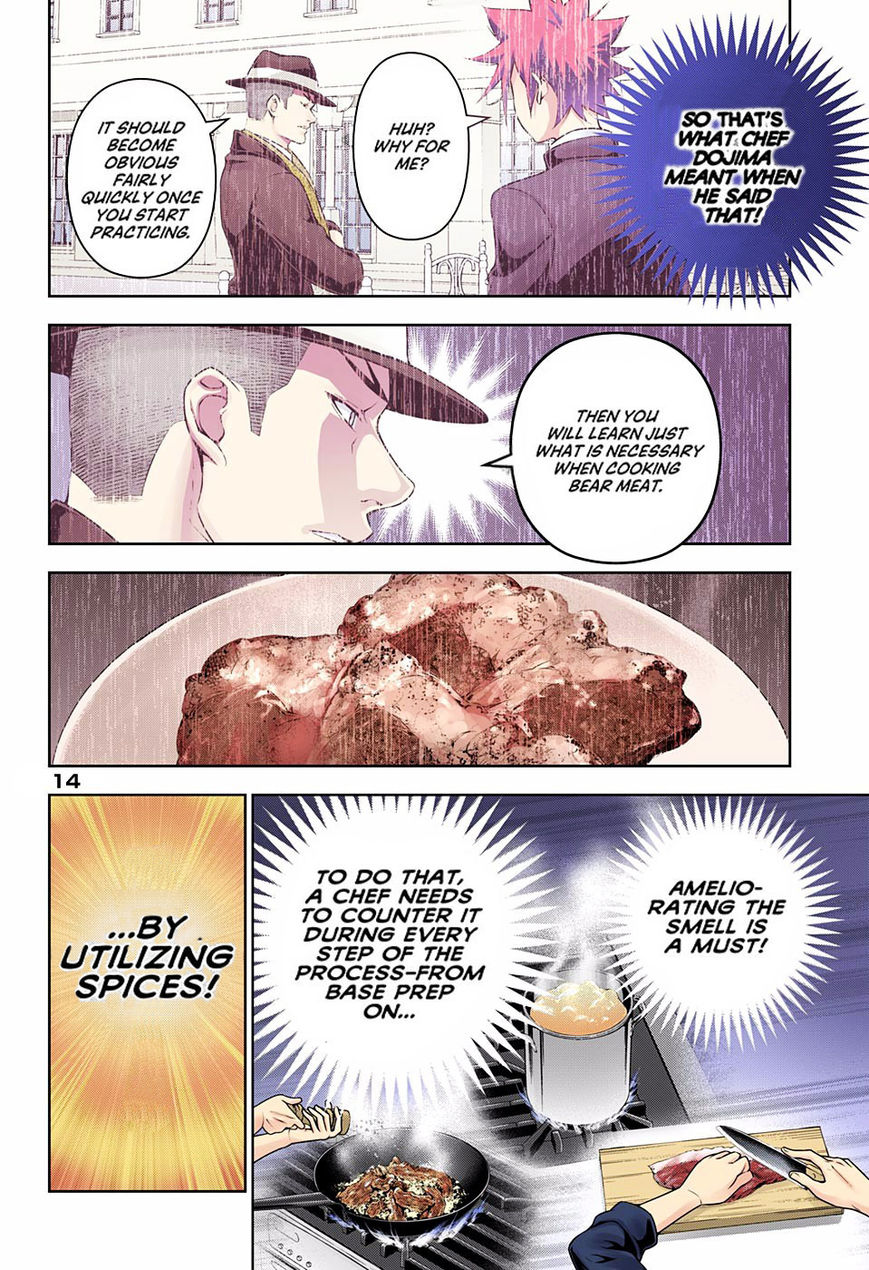 SO THAT'S
WHAT CHEF
DOJIMA
MEANT WHEN
HE SAID
THAT!
HUH?
WHY FOR
ME?
IT SHOULD
BECOME
OBVIOUS
FAIRLY
QUICKLY ONCE
YOU START
PRACTICING.
THEN YOU
WILL LEARN JUST
WHAT IS NECESSARY
WHEN COOKING
BEAR MEAT.
14
AMELIO-
RATING THE
SMELL IS
A MUST!
TO DO THAT,
A CHEF NEEDS
TO COUNTER IT
DURING EVERY
STEP OF THE
PROCESS–FROM
BASE PREP
ON...
...BY
UTILIZING
SPICES!